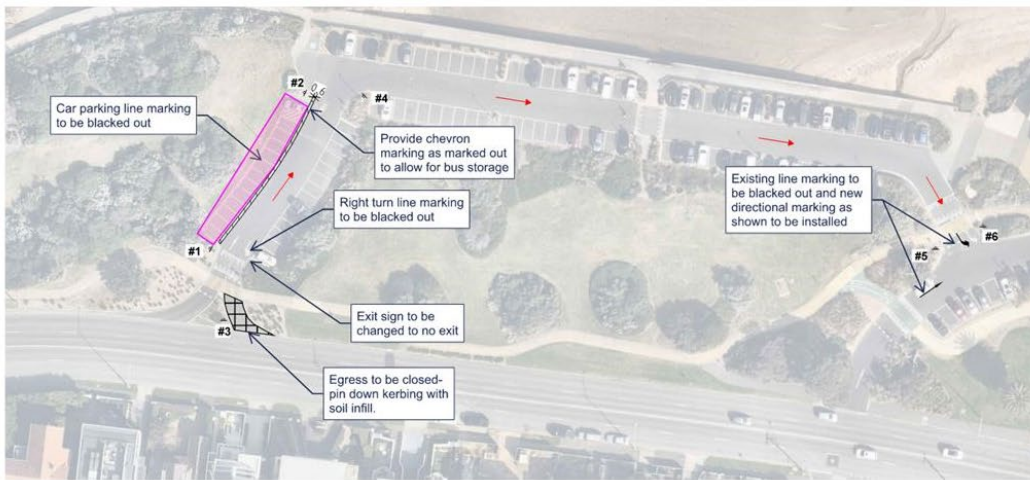 #2
0.6
#4
Car parking line marking
to be blacked out
Provide chevron
marking as marked out
to allow for bus storage
Existing line marking to
be blacked out and new
directional marking as
shown to be installed
Right turn line marking
to be blacked out
#1
#6
#5
#3
Exit sign to be
changed to no exit
Egress to be closed-
pin down kerbing with
soil infill.